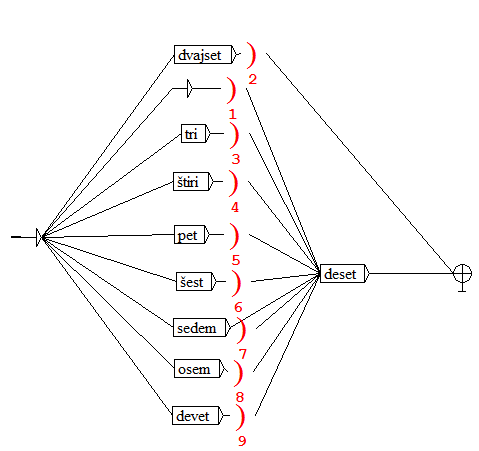 dvajset )
2
)
1
tri )
3
štiri )
4
pet )
5
deset
šest )
6
sedem )
7
osem )
8
devet )
9